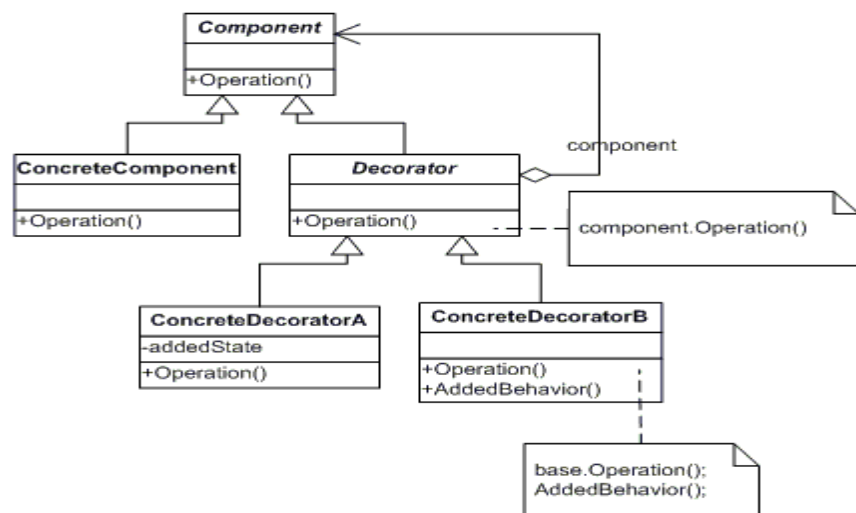 Component
+Operation()
component
ConcreteComponent
+Operation()
Decorator
+Operation()
component.Operation()
ConcreteDecoratorA
-addedState
+Operation()
ConcreteDecoratorB
+Operation()
+AddedBehavior()
base.Operation();
AddedBehavior();